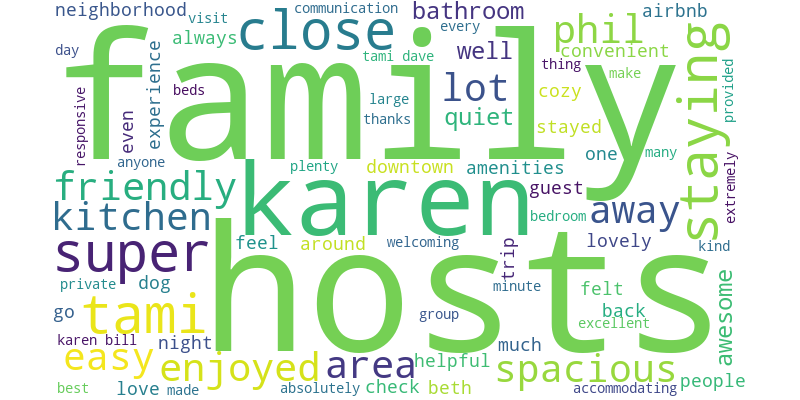 neighborhood
visit
communication
bathroom
airbnb
always
close
every
phil
day
experience
family
tami dave
well
convenient
staying
thing
make
provided
responsive
even
beds
large
lot
cozy
thanks
quiet
stayed
anyone
plenty
downtown
amenities
one
many
extremely
friendly
karen
guest
kitchen
bedroom
away
super
feel
around
welcoming
hosts
trip
lovely
kind
private
dog
minute
felt
awesome
go
tami
group
back
excellent
karen bill
night
much
easy
enjoyed
area
helpful
spacious
people
best
love
made
absolutely
check
beth
accommodating